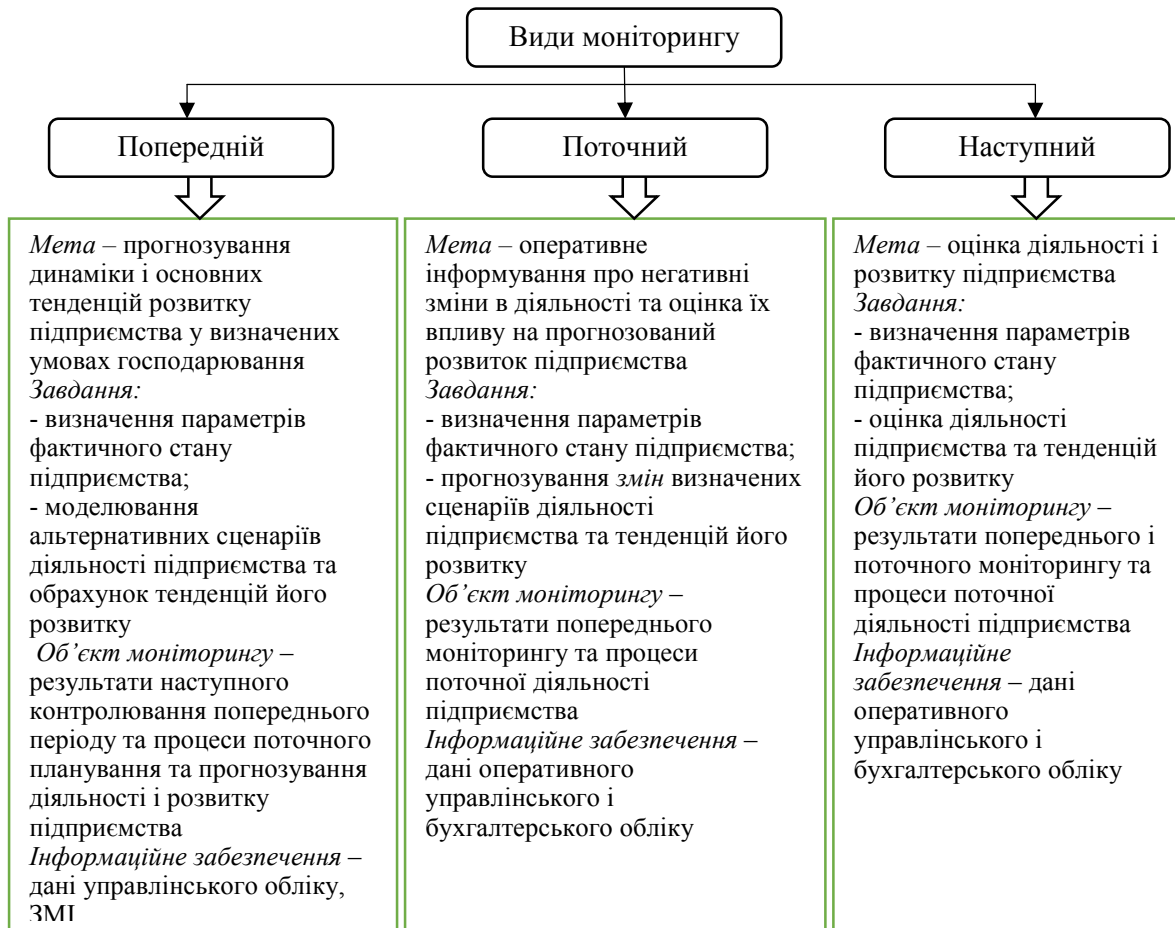 Види моніторингу
Попередній
Поточний
Наступний
Мета – прогнозування
динаміки і основних
тенденцій розвитку
підприємства у визначених
умовах господарювання
Завдання:
- визначення параметрів
фактичного стану
підприємства;
- моделювання
альтернативних сценаріїв
діяльності підприємства та
обрахунок тенденцій його
розвитку
Об’єкт моніторингу –
результати наступного
контролювання попереднього
періоду та процеси поточного
планування та прогнозування
діяльності і розвитку
підприємства
Інформаційне забезпечення –
дані управлінського обліку,
ЗМІ
Мета – оперативне
інформування про негативні
зміни в діяльності та оцінка їх
впливу на прогнозований
розвиток підприємства
Завдання:
- визначення параметрів
фактичного стану підприємства;
- прогнозування змін визначених
сценаріїв діяльності
підприємства та тенденцій його
розвитку
Об’єкт моніторингу –
результати попереднього
моніторингу та процеси
поточної діяльності
підприємства
Інформаційне забезпечення –
дані оперативного
управлінського і
бухгалтерського обліку
Мета – оцінка діяльності і
розвитку підприємства
Завдання:
- визначення параметрів
фактичного стану
підприємства;
- оцінка діяльності
підприємства та тенденцій
його розвитку
Об’єкт моніторингу –
результати попереднього і
поточного моніторингу та
процеси поточної
діяльності підприємства
Інформаційне
забезпечення – дані
оперативного
управлінського і
бухгалтерського обліку